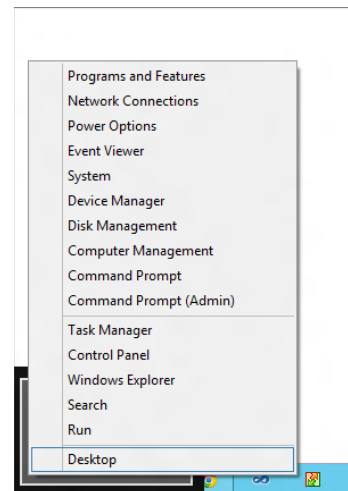 Programs and Features
Network Connections
Power Options
Event Viewer
System
Device Manager
Disk Management
Computer Management
Command Prompt
Command Prompt (Admin)
Task Manager
Control Panel
Windows Explorer
Search
Run
Desktop